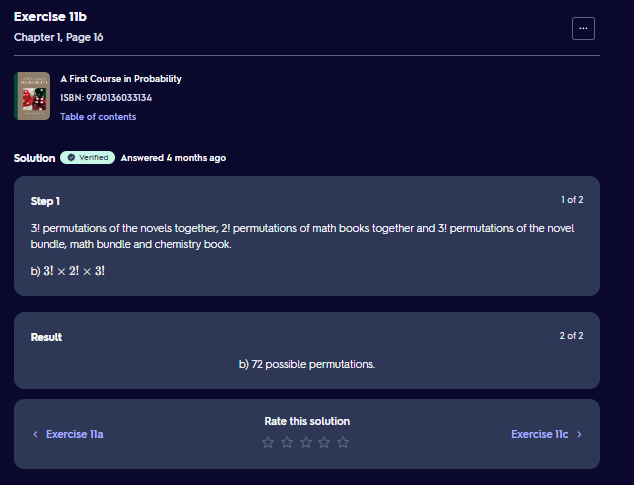 Exercise 11b
Chapter 1, Page 16
...
A First Course in Probability
ISBN: 9780136033134
Table of contents
Solution Verified Answered 4 months ago
Step 1 1 of 2
3! permutations of the novels together, 2! permutations of math books together and 3! permutations of the novel
bundle, math bundle and chemistry book.
b) 3! × 2! × 3!
Result 2 of 2
b) 72 possible permutations.
Rate this solution
‹ Exercise 11a Exercise 11c ›